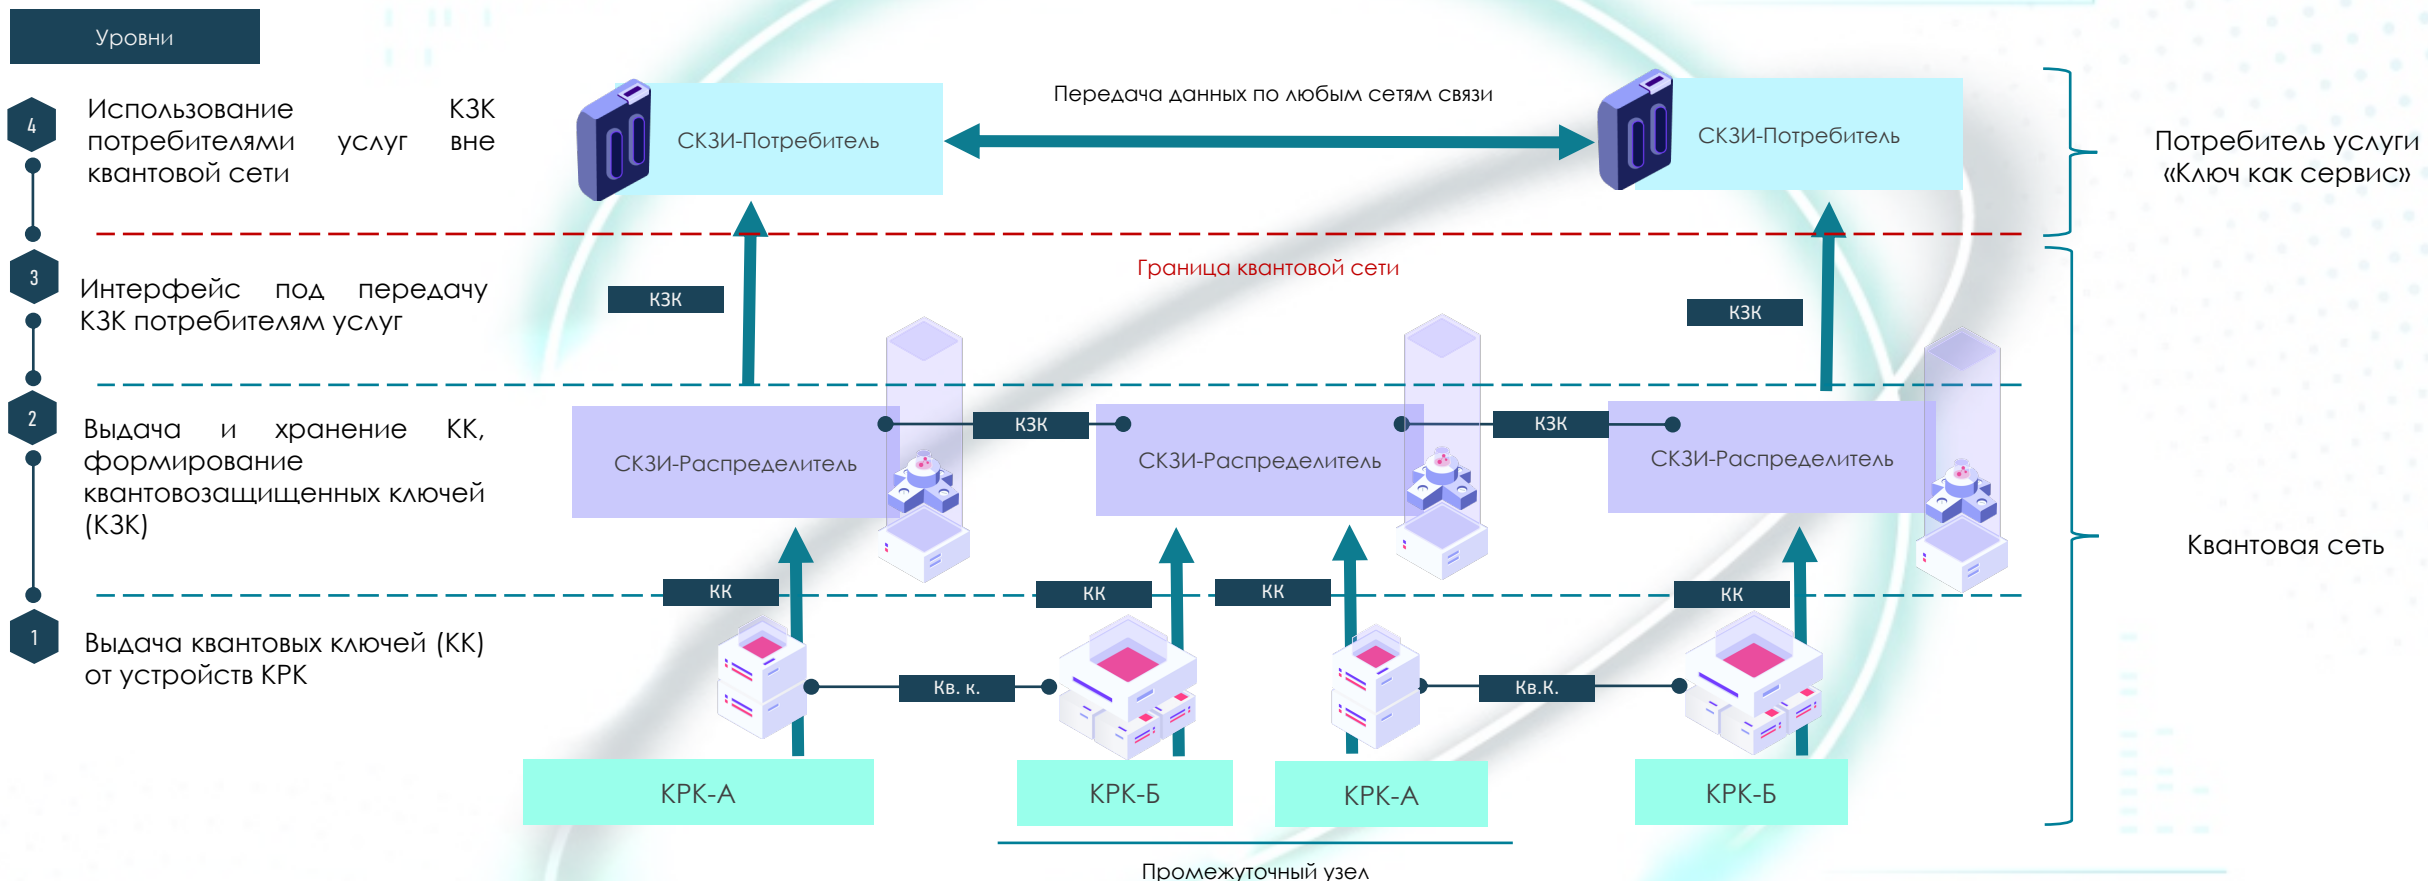 Уровни
4
Использование КЗК
потребителями услуг вне
квантовой сети
3
Интерфейс под передачу
КЗК потребителям услуг
2
Выдача и хранение КК,
формирование
квантовозащищенных ключей
(КЗК)
1
Выдача квантовых ключей (КК)
от устройств КРК
СКЗИ-Потребитель
Передача данных по любым сетям связи
СКЗИ-Потребитель
Потребитель услуги
«Ключ как сервис»
Граница квантовой сети
КЗК
КЗК
СКЗИ-Распределитель
КЗК
СКЗИ-Распределитель
КЗК
СКЗИ-Распределитель
Квантовая сеть
КК
КК
КК
КК
Кв. к.
Кв.К.
КРК-А
КРК-Б
КРК-А
КРК-Б
Промежуточный узел